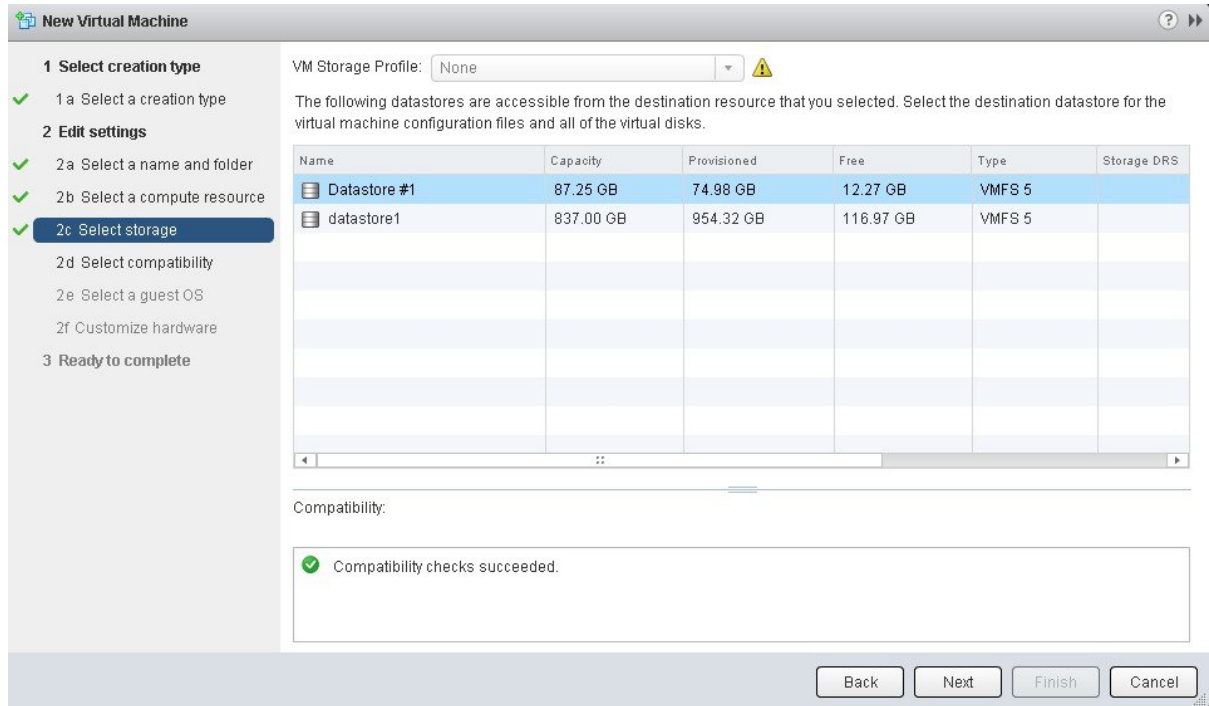 New Virtual Machine
1 Select creation type
1a Select a creation type
2 Edit settings
2a Select a name and folder
2b Select a compute resource
2c Select storage
2d Select compatibility
2e Select a guest OS
2f Customize hardware
3 Ready to complete
VM Storage Profile: None
The following datastores are accessible from the destination resource that you selected. Select the destination datastore for the
virtual machine configuration files and all of the virtual disks.
Name Capacity Provisioned Free Type Storage DRS
Datastore #1 87.25 GB 74.98 GB 12.27 GB VMFS 5
datastore1 837.00 GB 954.32 GB 116.97 GB VMFS 5
Compatibility:
Compatibility checks succeeded.
Back Next Finish Cancel